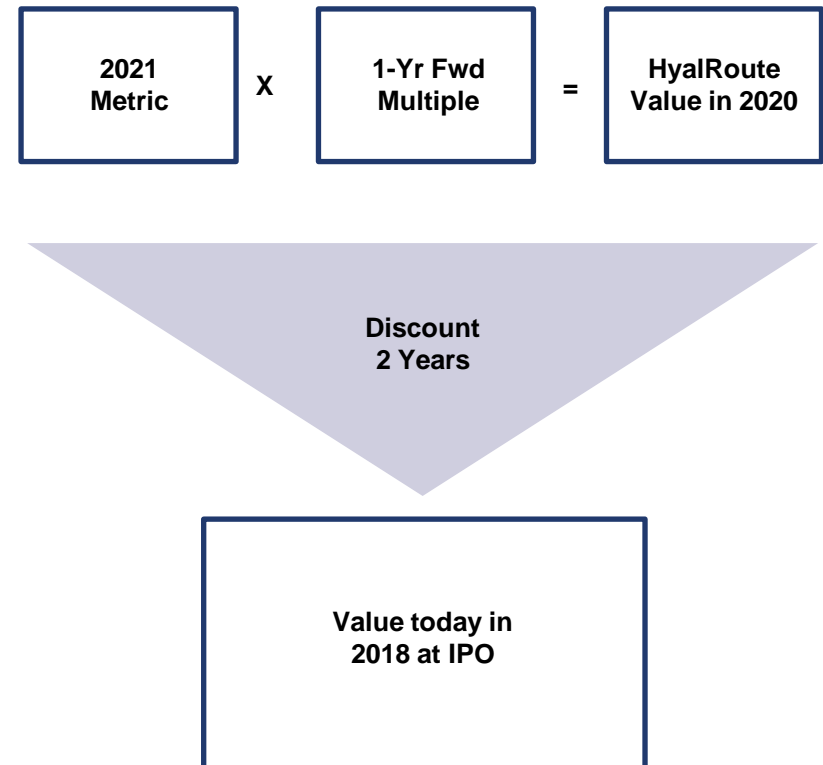 2021
Metric
X
1-Yr Fwd
Multiple
=
HyalRoute
Value in 2020
Discount
2 Years
Value today in
2018 at IPO